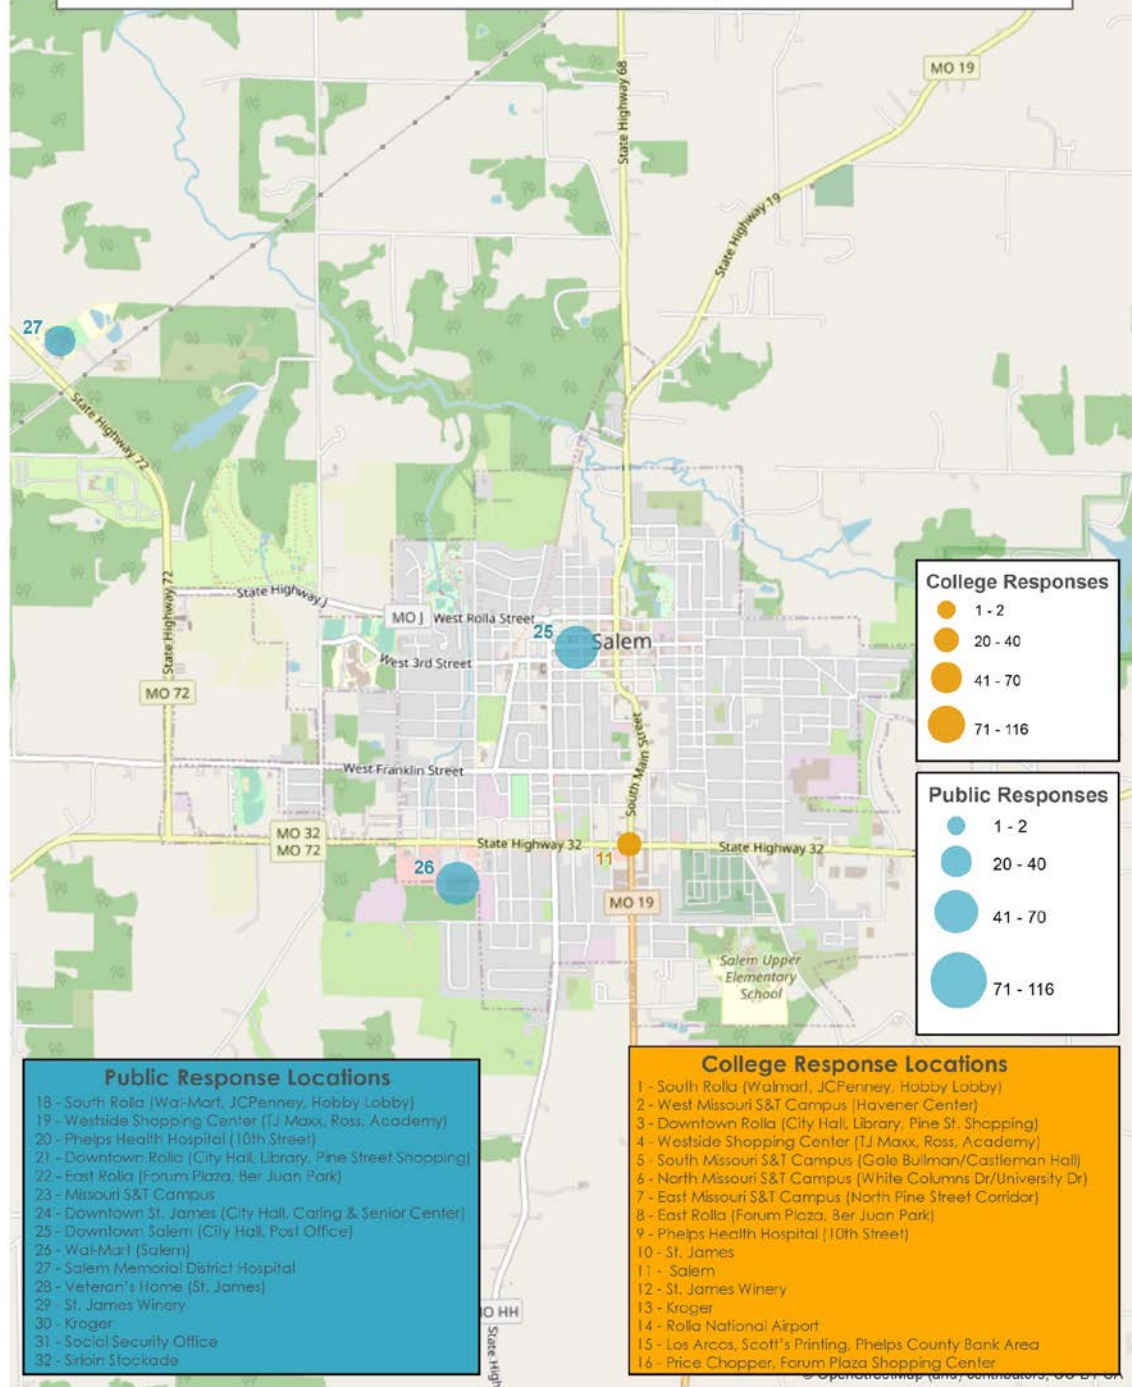 MO 19
State Highway 68
State Highway 19
27
State Highway 72
State Highway 72
State Highway J
MO J
West Rolla Street
25
Salem
West 3rd Street
MO 72
South Main Street
West Franklin Street
MO 32
MO 72
State Highway 32
11
State Highway 32
26
MO 19
Salem Upper
Elementary
School
College Responses
1 - 2
20 - 40
41 - 70
71 - 116
Public Responses
1 - 2
20 - 40
41 - 70
71 - 116
Public Response Locations
18 - South Rolla (Wal-Mart, JCPenney, Hobby Lobby)
19 - Westside Shopping Center (TJ Maxx, Ross, Academy)
20 - Phelps Health Hospital (10th Street)
21 - Downtown Rolla (City Hall, Library, Pine Street Shopping)
22 - East Rolla (Forum Plaza, Ber Juan Park)
23 - Missouri S&T Campus
24 - Downtown St. James (City Hall, Caring & Senior Center)
25 - Downtown Salem (City Hall, Post Office)
26 - Wal-Mart (Salem)
27 - Salem Memorial District Hospital
28 - Veteran's Home (St. James)
29 - St. James Winery
30 - Kroger
31 - Social Security Office
32 - Sirloin Stockade
O HH
State High
College Response Locations
1 - South Rolla (Walmart, JCPenney, Hobby Lobby)
2 - West Missouri S&T Campus (Havener Center)
3 - Downtown Rolla (City Hall, Library, Pine St. Shopping)
4 - Westside Shopping Center (TJ Maxx, Ross, Academy)
5 - South Missouri S&T Campus (Gale Bullman/Castleman Hall)
6 - North Missouri S&T Campus (White Columns Dr/University Dr)
7 - East Missouri S&T Campus (North Pine Street Corridor)
8 - East Rolla (Forum Plaza, Ber Juan Park)
9 - Phelps Health Hospital (10th Street)
10 - St. James
11 - Salem
12 - St. James Winery
13 - Kroger
14 - Rolla National Airport
15 - Los Arcos, Scott's Printing, Phelps County Bank Area
16 - Price Chopper, Forum Plaza Shopping Center
© OpenStreetMap (and) contributors, CC-BY-SA